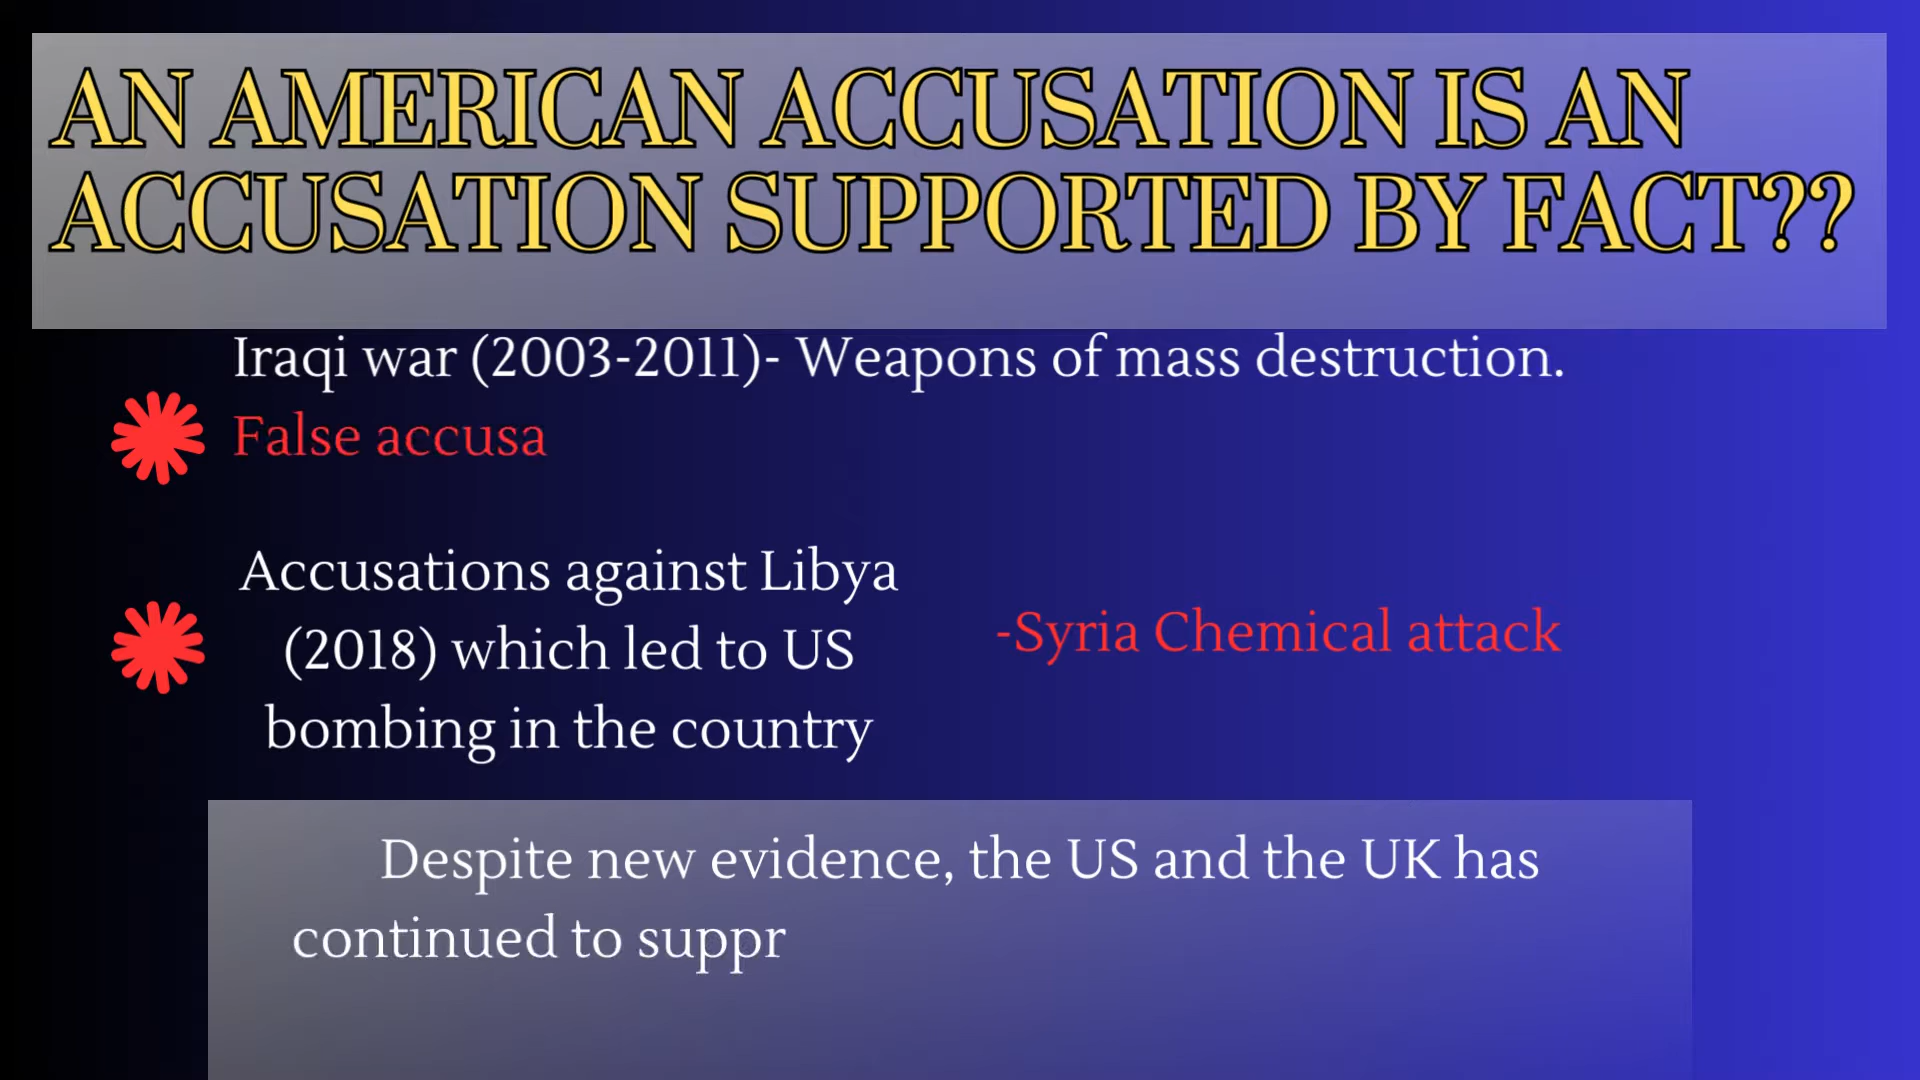 AN AMERICAN ACCUSATION IS AN
ACCUSATION SUPPORTED BY FACT??
Iraqi war (2003-2011)- Weapons of mass destruction.
False accusa
Accusations against Libya
(2018) which led to US
bombing in the country
-Syria Chemical attack
Despite new evidence, the US and the UK has
continued to suppr